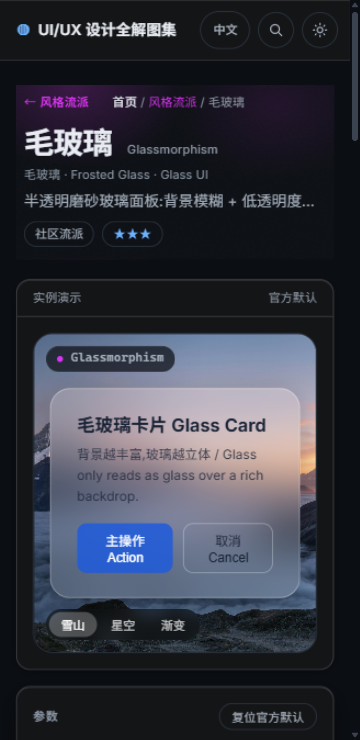 UI/UX 设计全解图集
中文
← 风格流派 首页 / 风格流派 / 毛玻璃
毛玻璃 Glassmorphism
毛玻璃 · Frosted Glass · Glass UI
半透明磨砂玻璃面板:背景模糊 + 低透明度...
社区流派 ★★★
实例演示 官方默认
Glassmorphism
毛玻璃卡片 Glass Card
背景越丰富,玻璃越立体 / Glass
only reads as glass over a rich
backdrop.
主操作
Action
取消
Cancel
雪山 星空 渐变
参数 复位官方默认